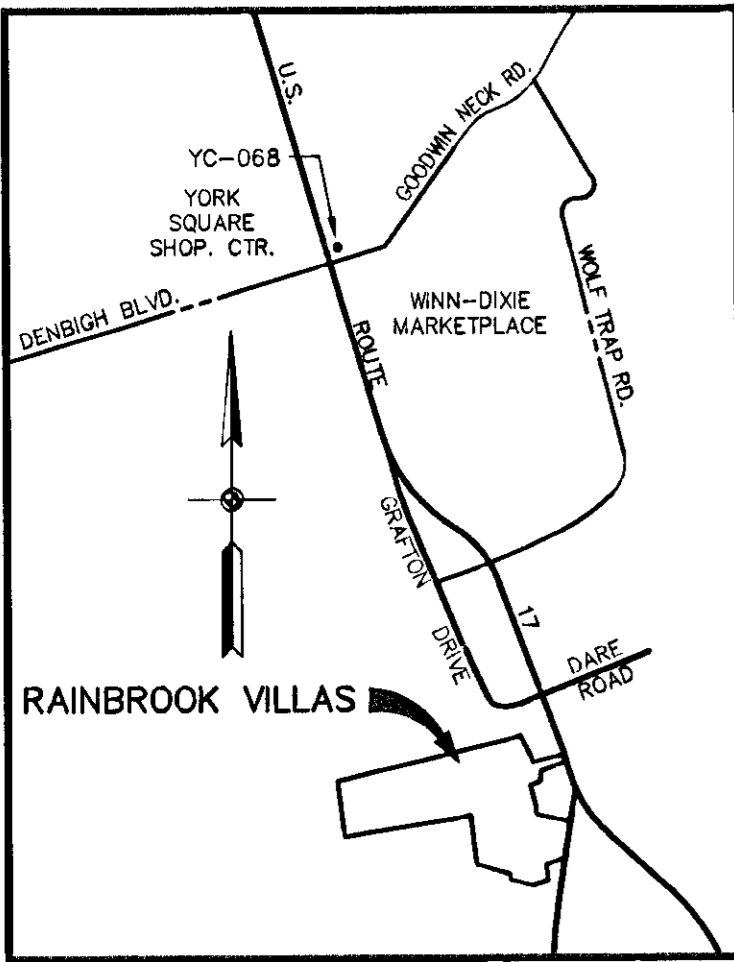 U.S.
GOODWIN NECK RD.
YC-068
YORK
SQUARE
SHOP. CTR.
DENBIGH BLVD.
WINN-DIXIE
MARKETPLACE
WOLF TRAP RD.
ROUTE
GRAFTON
DRIVE
17
DARE
ROAD
RAINBROOK VILLAS